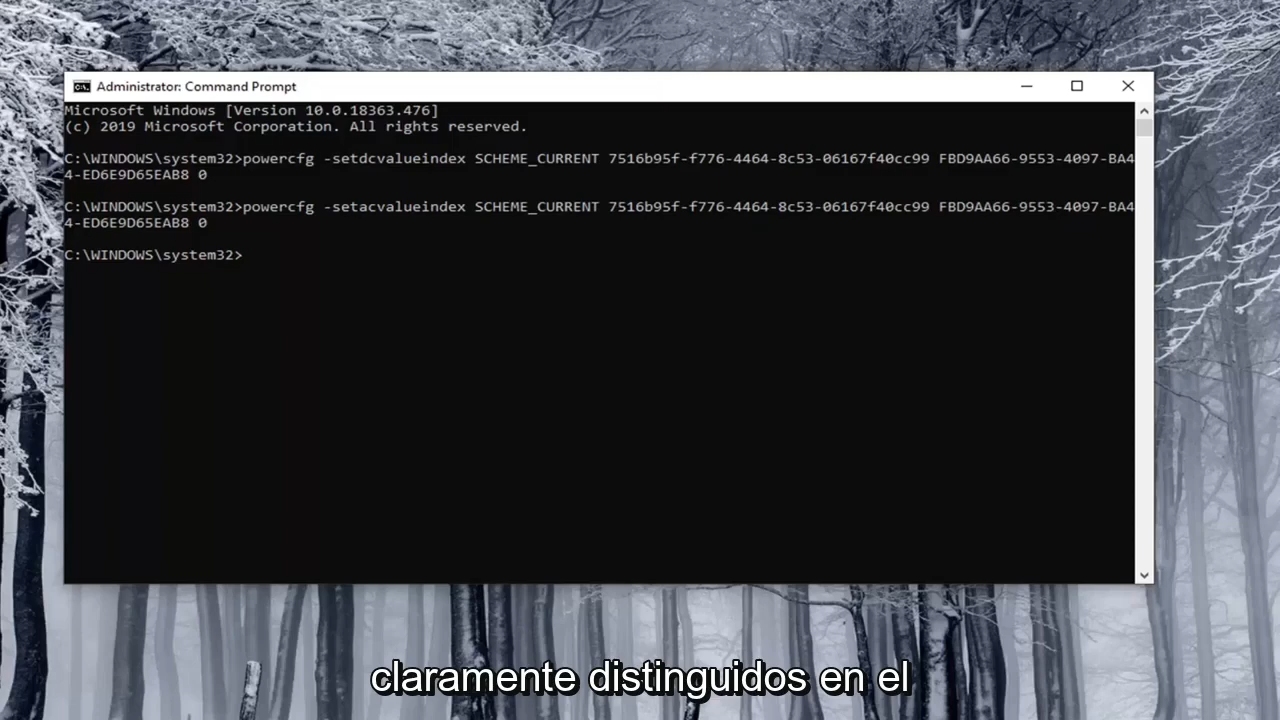 Administrator: Command Prompt
Microsoft Windows [Version 10.0.18363.476]
(c) 2019 Microsoft Corporation. All rights reserved.
C:\WINDOWS\system32>powercfg -setdcvalueindex SCHEME_CURRENT 7516b95f-f776-4464-8c53-06167f40cc99 FBD9AA66-9553-4097-BA4
4-ED6E9D65EAB8 0
C:\WINDOWS\system32>powercfg -setacvalueindex SCHEME_CURRENT 7516b95f-f776-4464-8c53-06167f40cc99 FBD9AA66-9553-4097-BA4
4-ED6E9D65EAB8 0
C:\WINDOWS\system32>
claramente distinguidos en el